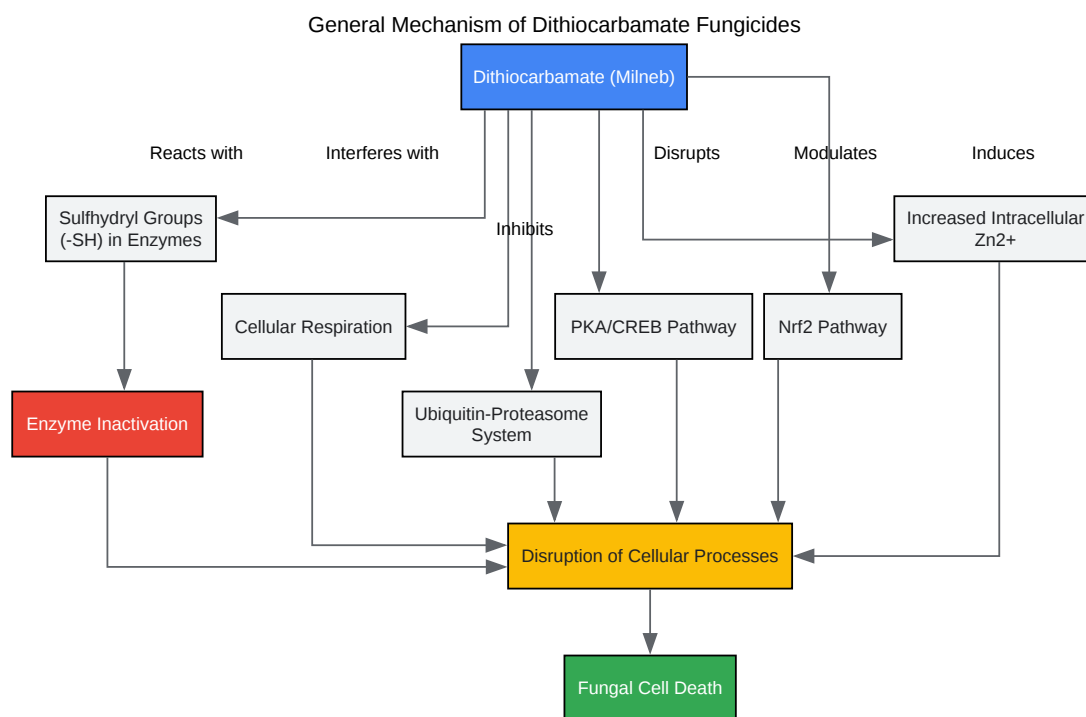 General Mechanism of Dithiocarbamate Fungicides
Dithiocarbamate (Milneb)
Reacts with
Interferes with
Disrupts
Modulates
Induces
Sulfhydryl Groups
(-SH) in Enzymes
Inhibits
Increased Intracellular
Zn2+
Cellular Respiration
PKA/CREB Pathway
Nrf2 Pathway
Enzyme Inactivation
Ubiquitin-Proteasome
System
Disruption of Cellular Processes
Fungal Cell Death